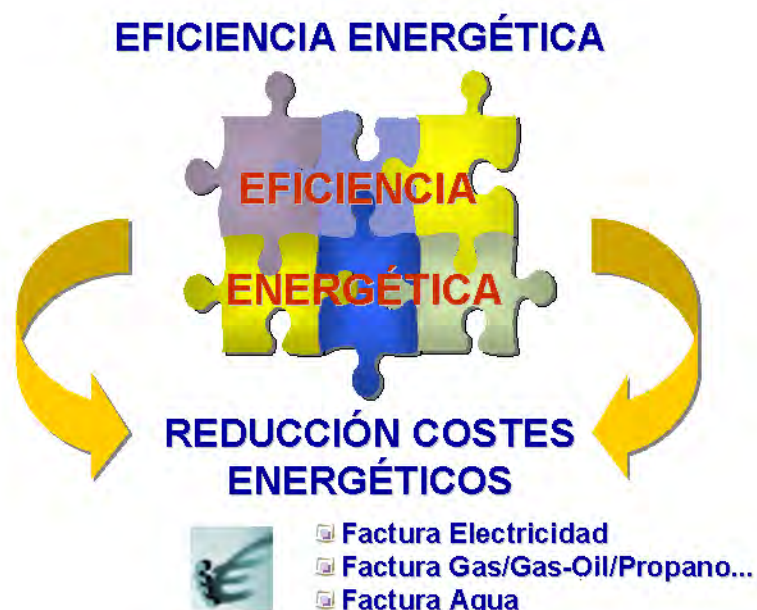 EFICIENCIA ENERGÉTICA
EFICIENCIA
ENERGÉTICA
REDUCCIÓN COSTES
ENERGÉTICOS
Factura Electricidad
Factura Gas/Gas-Oil/Propano...
Factura Agua